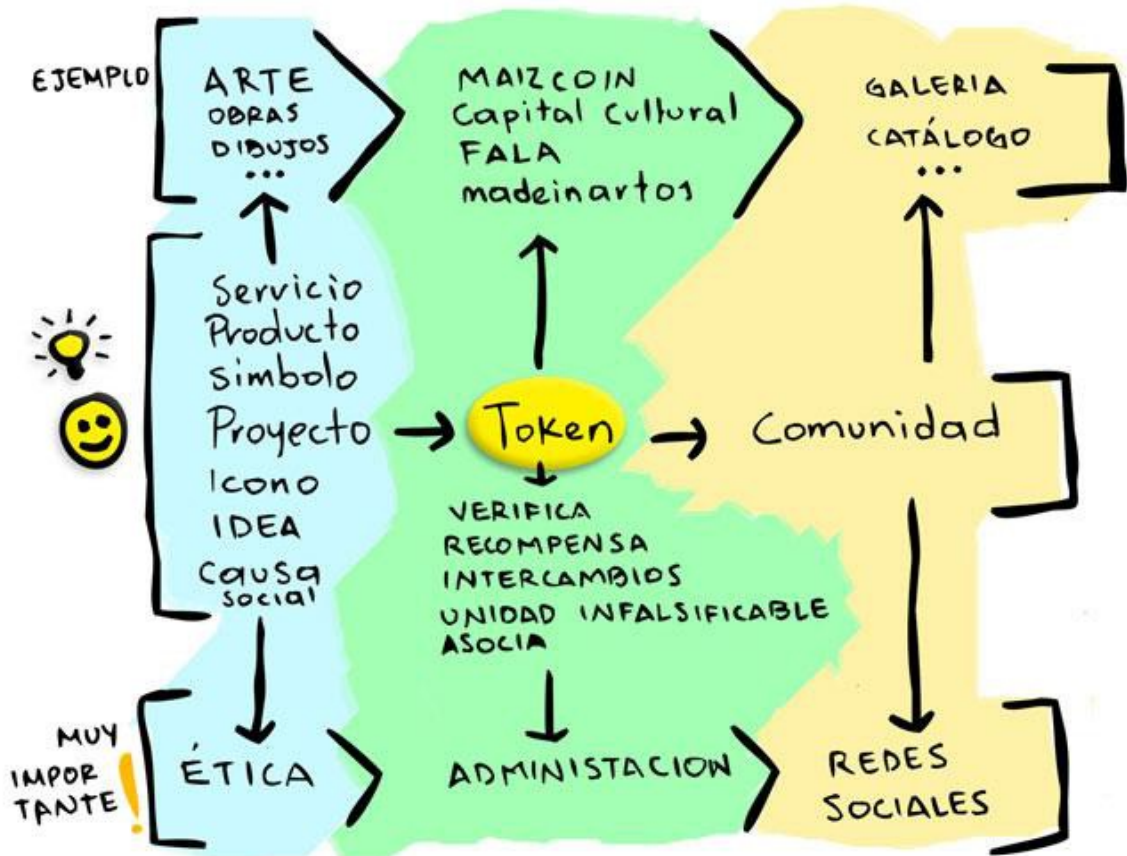 EJEMPLO
ARTE
OBRAS
DIBUJOS
...
MAIZCOIN
Capital Cultural
FALA
madeinartos
GALERIA
CATÁLOGO
...
Servicio
Producto
simbolo
Proyecto
Icono
IDEA
causa
social
Token
VERIFICA
RECOMPENSA
INTERCAMBIOS
UNIDAD INFALSIFICABLE
ASOCIA
Comunidad
MUY
IMPOR
TANTE
!
ÉTICA
ADMINISTACION
REDES
SOCIALES